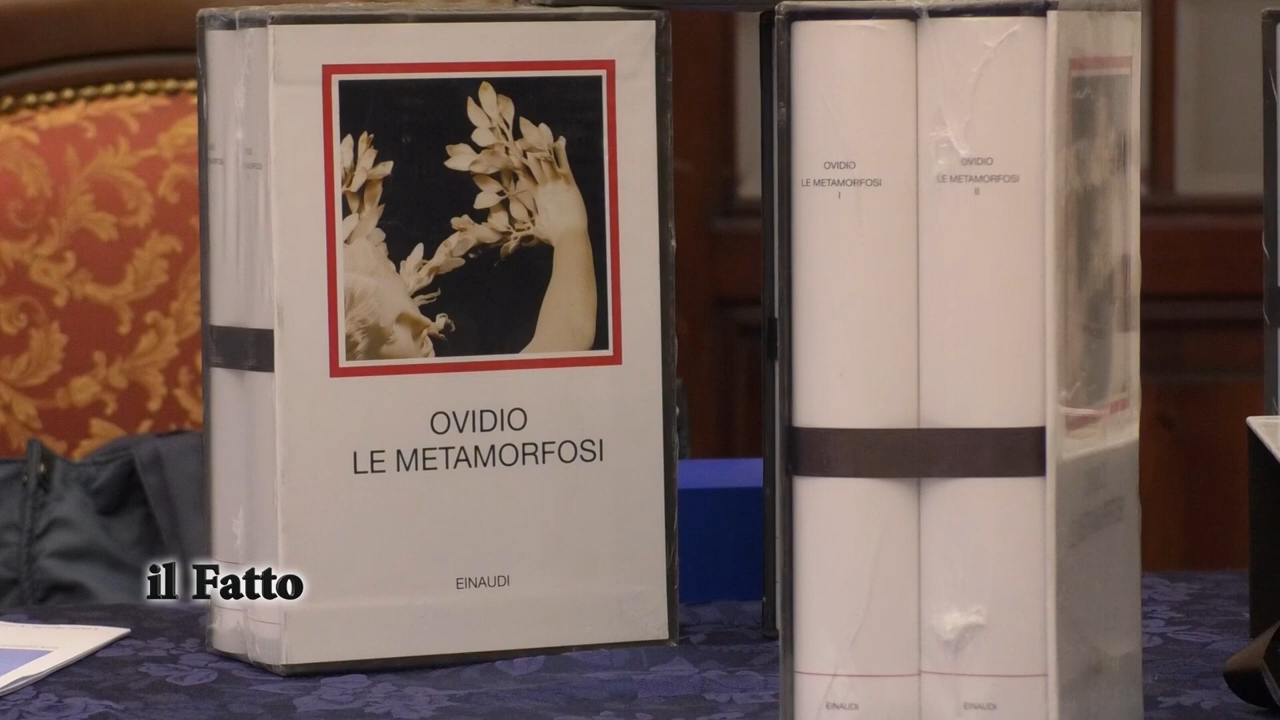 OVIDIO
LE METAMORFOSI
EINAUDI
OVIDIO
LE METAMORFOSI
I
EINAUDI
OVIDIO
LE METAMORFOSI
II
EINAUDI
il Fatto